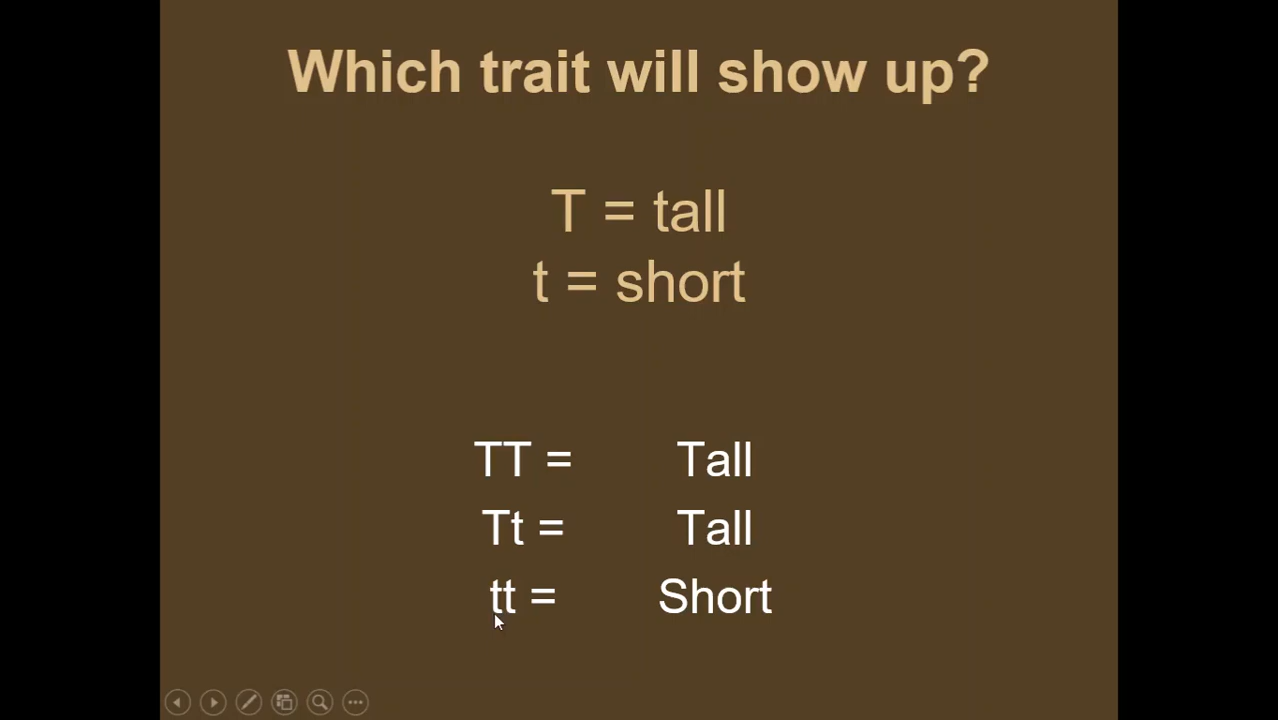 Which trait will show up?
T = tall
t = short
TT = Tall
Tt = Tall
tt = Short